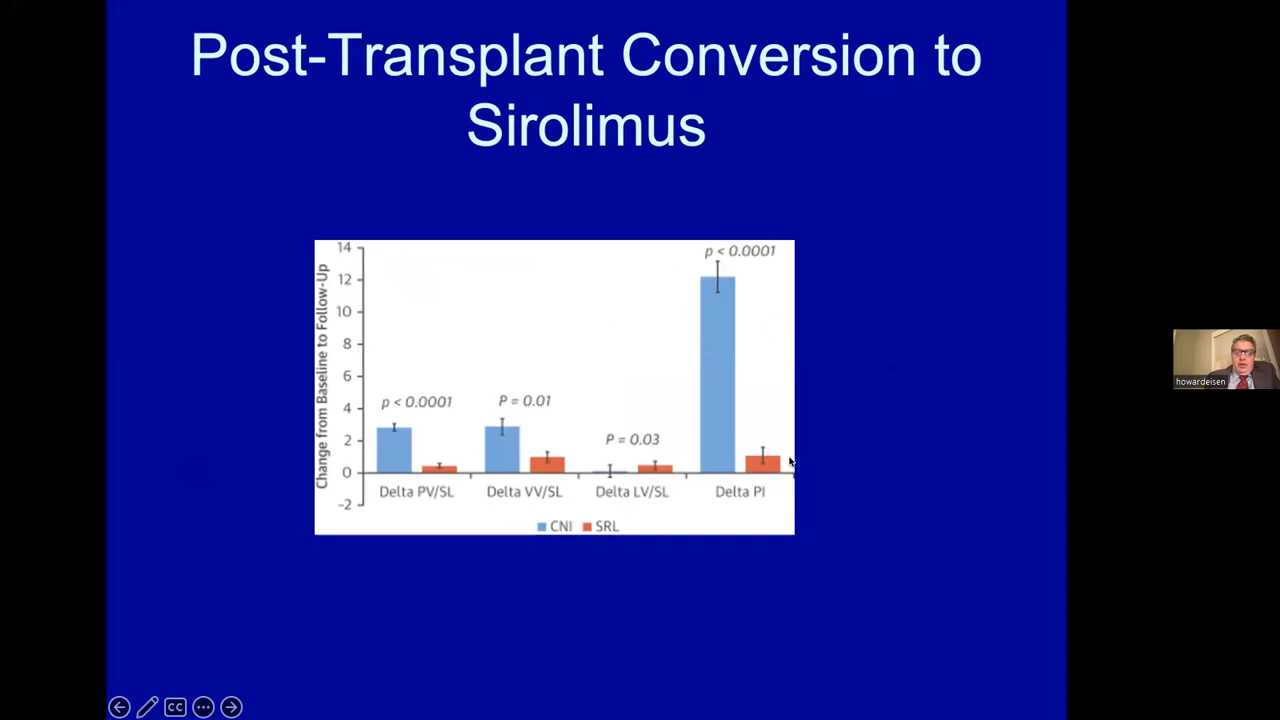 Post-Transplant Conversion to
Sirolimus
Change from Baseline to Follow-Up
14
12
10
8
6
4
2
0
-2
p < 0.0001
P = 0.01
P = 0.03
p < 0.0001
Delta PV/SL
Delta VV/SL
Delta LV/SL
Delta PI
CNI
SRL
howardeisen
CC